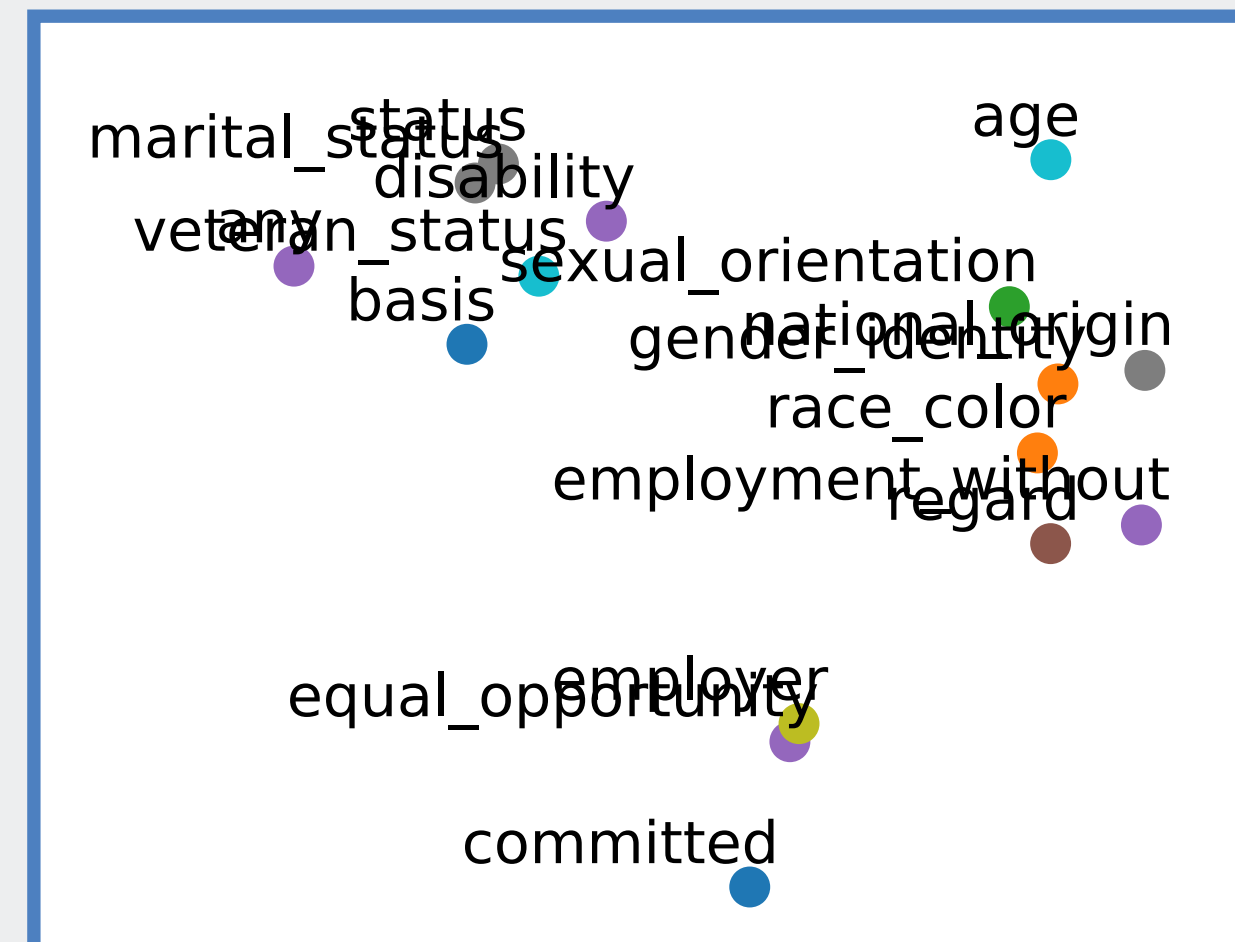 status
age
marital_status
disability
any
veteran_status
sexual_orientation
basis
national_origin
gender_identity
race_color
employment_without
regard
employer
equal_opportunity
committed